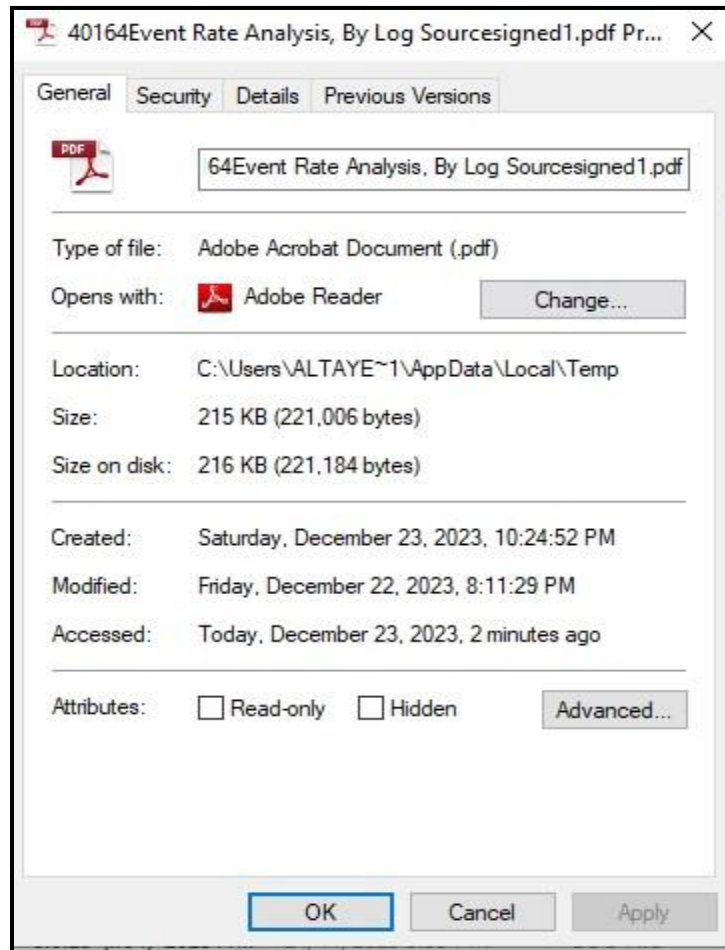 40164Event Rate Analysis, By Log Sourcesigned1.pdf Pr...
General Security Details Previous Versions
PDF
64Event Rate Analysis, By Log Sourcesigned1.pdf
Type of file: Adobe Acrobat Document (.pdf)
Opens with: Adobe Reader Change...
Location: C:\Users\ALTAYE~1\AppData\Local\Temp
Size: 215 KB (221,006 bytes)
Size on disk: 216 KB (221,184 bytes)
Created: Saturday, December 23, 2023, 10:24:52 PM
Modified: Friday, December 22, 2023, 8:11:29 PM
Accessed: Today, December 23, 2023, 2 minutes ago
Attributes: Read-only Hidden Advanced...
OK Cancel Apply